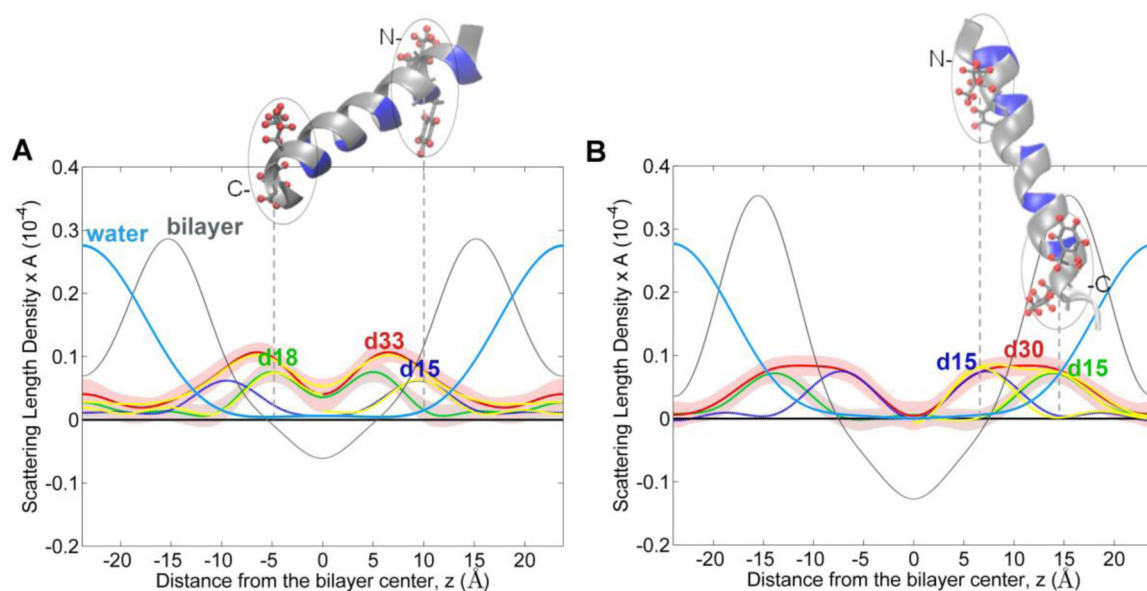 A
N-
C-
water
bilayer
d18
d33
d15
Scattering Length Density x A (10⁻⁴)
0.4
0.3
0.2
0.1
0
-0.1
-0.2
-20 -15 -10 -5 0 5 10 15 20
Distance from the bilayer center, z (Å)
B
N-
-C
d15
d30
d15
Scattering Length Density x A (10⁻⁴)
0.4
0.3
0.2
0.1
0
-0.1
-0.2
-20 -15 -10 -5 0 5 10 15 20
Distance from the bilayer center, z (Å)